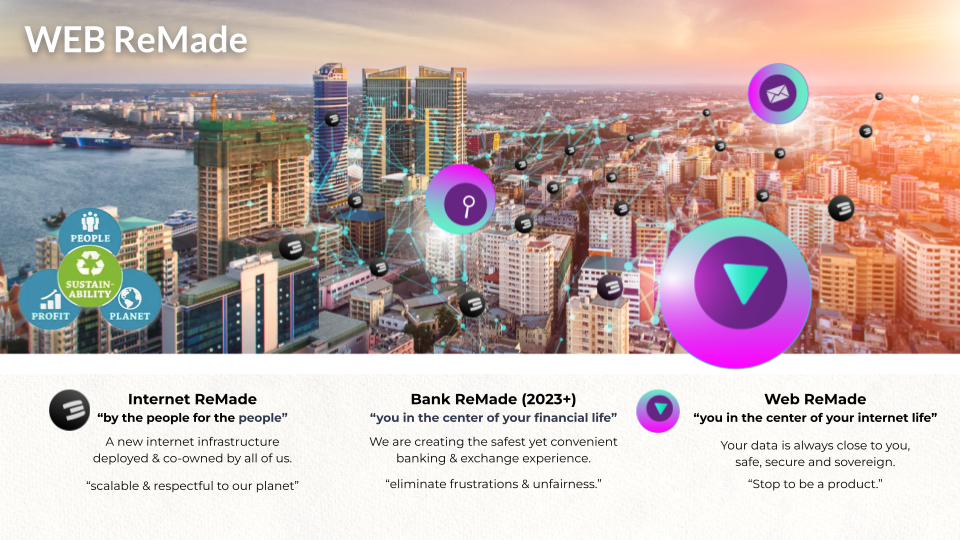 WEB ReMade
PEOPLE
SUSTAIN-
ABILITY
PROFIT
PLANET
Internet ReMade
“by the people for the people”
A new internet infrastructure
deployed & co-owned by all of us.
“scalable & respectful to our planet”
Bank ReMade (2023+)
“you in the center of your financial life”
We are creating the safest yet convenient
banking & exchange experience.
“eliminate frustrations & unfairness.”
Web ReMade
“you in the center of your internet life”
Your data is always close to you,
safe, secure and sovereign.
“Stop to be a product.”